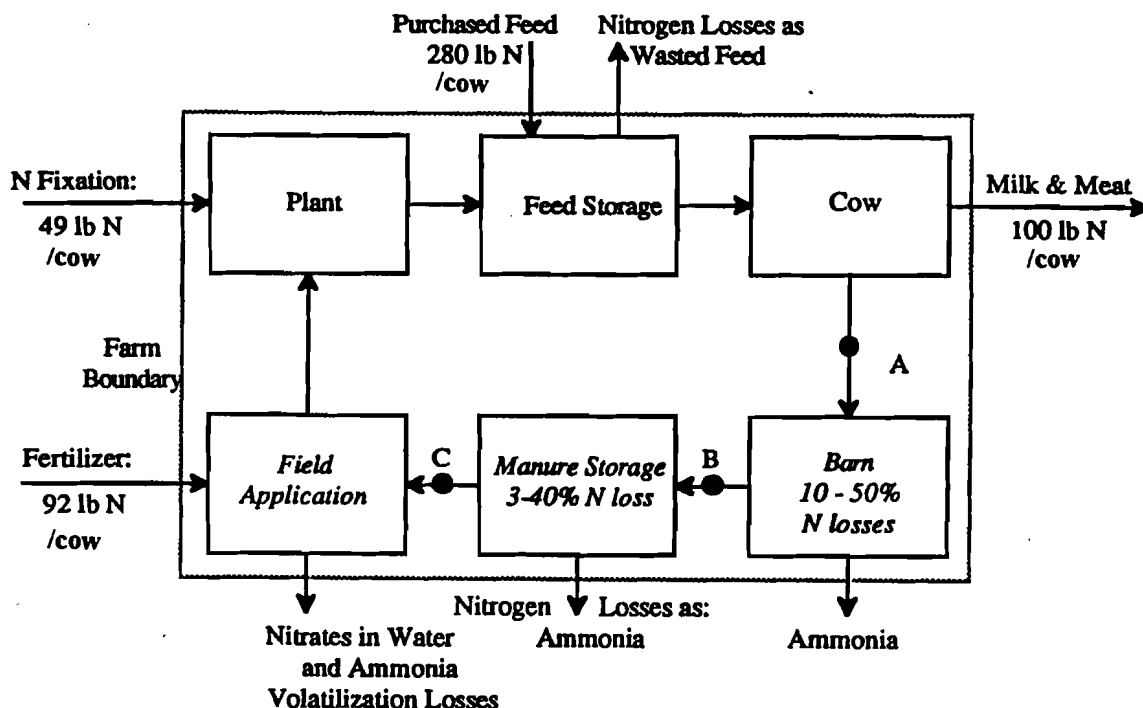 Purchased Feed
280 lb N
/cow
Nitrogen Losses as
Wasted Feed
N Fixation:
49 lb N
/cow
Plant
Feed Storage
Cow
Milk & Meat
100 lb N
/cow
Farm
Boundary
A
Fertilizer:
92 lb N
/cow
Field
Application
C
Manure Storage
3-40% N loss
B
Barn
10 - 50%
N losses
Nitrogen Losses as:
Nitrates in Water
and Ammonia
Volatilization Losses
Ammonia
Ammonia